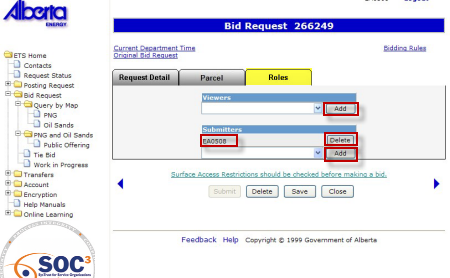 Alberta
ENERGY
Bid Request 266249
Current Department Time
Original Bid Request
Bidding Rules
ETS Home
Contacts
Request Status
Posting Request
Bid Request
Query by Map
PNG
Oil Sands
PNG and Oil Sands
Public Offering
Tie Bid
Work in Progress
Transfers
Account
Encryption
Help Manuals
Online Learning
Request Detail
Parcel
Roles
Viewers
Add
Submitters
EA0508
Delete
Add
Surface Access Restrictions should be checked before making a bid.
Submit
Delete
Save
Close
Feedback Help Copyright © 1999 Government of Alberta
SOC3